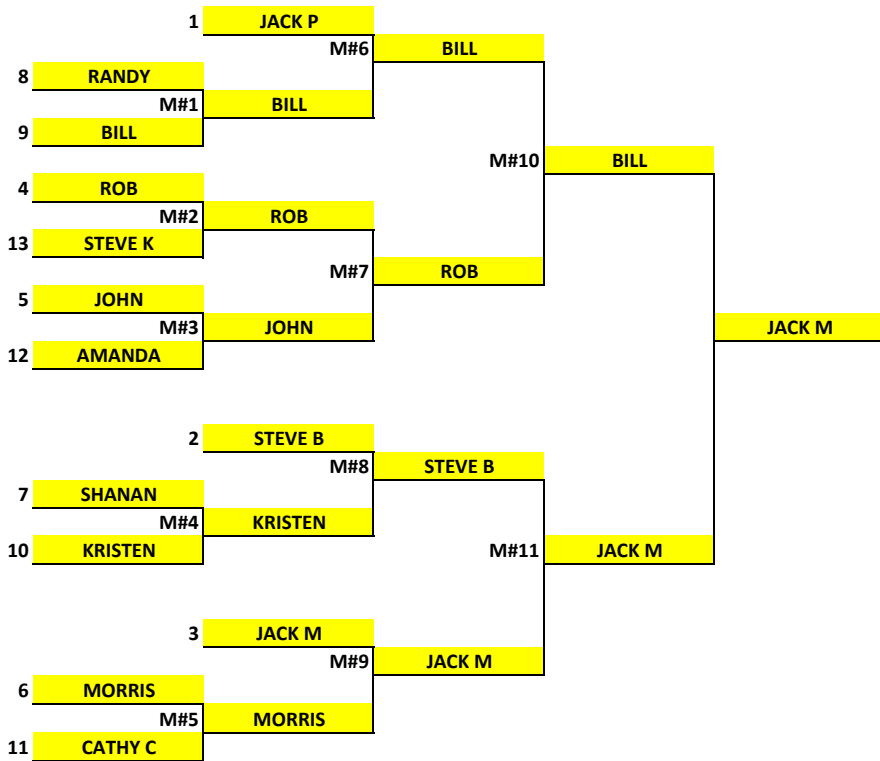 1 JACK P
M#6 BILL
8 RANDY
M#1 BILL
9 BILL
M#10 BILL
4 ROB
M#2 ROB
13 STEVE K
M#7 ROB
5 JOHN
M#3 JOHN JACK M
12 AMANDA
2 STEVE B
M#8 STEVE B
7 SHANAN
M#4 KRISTEN
10 KRISTEN M#11 JACK M
3 JACK M
M#9 JACK M
6 MORRIS
M#5 MORRIS
11 CATHY C